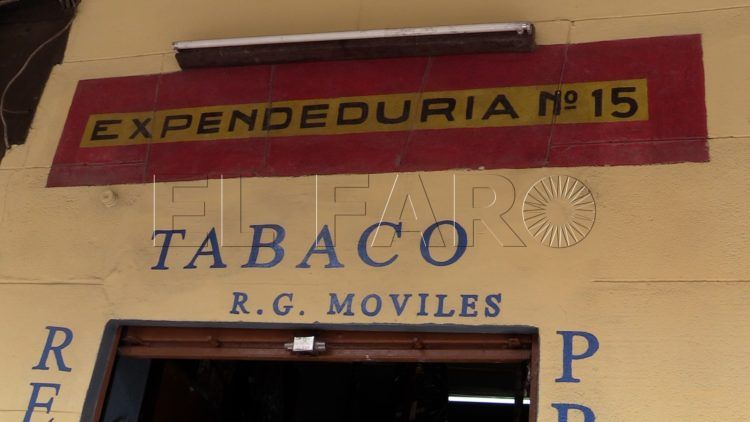 EXPENDEDURIA Nº 15
EL FARO
TABACO
R.G. MOVILES
R
E
P